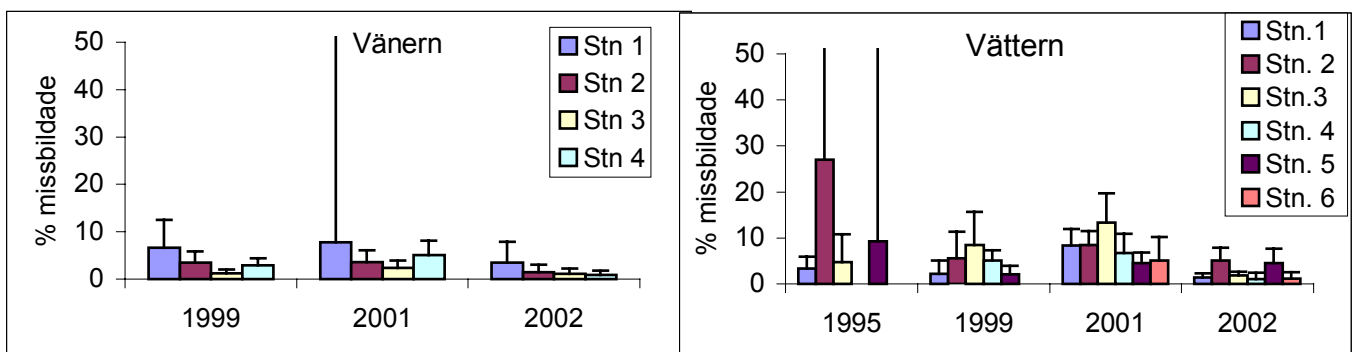 Vänern
% missbildade
50
40
30
20
10
0
1999
2001
2002
Stn 1
Stn 2
Stn 3
Stn 4
Vättern
% missbildade
50
40
30
20
10
0
1995
1999
2001
2002
Stn.1
Stn. 2
Stn.3
Stn. 4
Stn. 5
Stn. 6